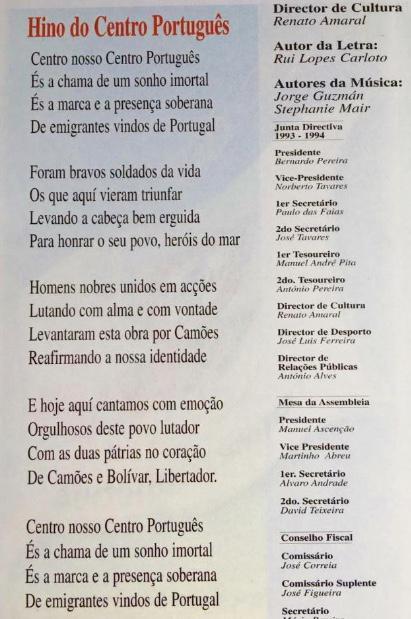 Hino do Centro Português
Centro nosso Centro Português
És a chama de um sonho imortal
És a marca e a presença soberana
De emigrantes vindos de Portugal
Foram bravos soldados da vida
Os que aquí vieram triunfar
Levando a cabeça bem erguida
Para honrar o seu povo, heróis do mar
Homens nobres unidos em acções
Lutando com alma e com vontade
Levantaram esta obra por Camões
Reafirmando a nossa identidade
E hoje aquí cantamos com emoção
Orgulhosos deste povo lutador
Com as duas pátrias no coração
De Camões e Bolívar, Libertador.
Centro nosso Centro Português
És a chama de um sonho imortal
És a marca e a presença soberana
De emigrantes vindos de Portugal
Director de Cultura
Renato Amaral
Autor da Letra:
Rui Lopes Carloto
Autores da Música:
Jorge Guzmán
Stephanie Mair
Junta Directiva
1993 - 1994
Presidente
Bernardo Pereira
Vice-Presidente
Norberto Tavares
1er Secretário
Paulo das Faias
2do Secretário
José Tavares
1er Tesoureiro
Manuel André Pita
2do. Tesoureiro
António Pereira
Director de Cultura
Renato Amaral
Director de Desporto
José Luis Ferreira
Director de
Relações Públicas
António Alves
Mesa da Assembleia
Presidente
Manuel Ascenção
Vice Presidente
Martinho Abreu
1er. Secretário
Alvaro Andrade
2do. Secretário
David Teixeira
Conselho Fiscal
Comissário
José Correia
Comissário Suplente
José Figueira
Secretário